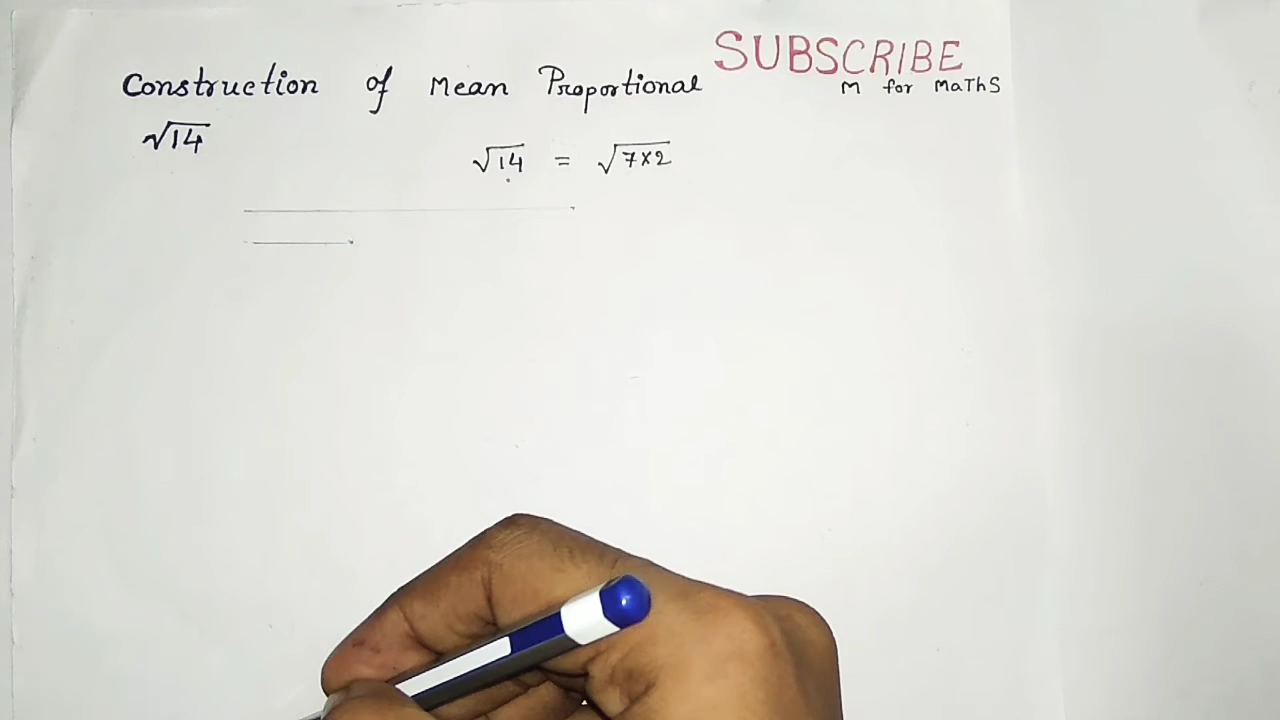 SUBSCRIBE
Construction of Mean Proportional
M for MaThS
√14
√14 = √7×2